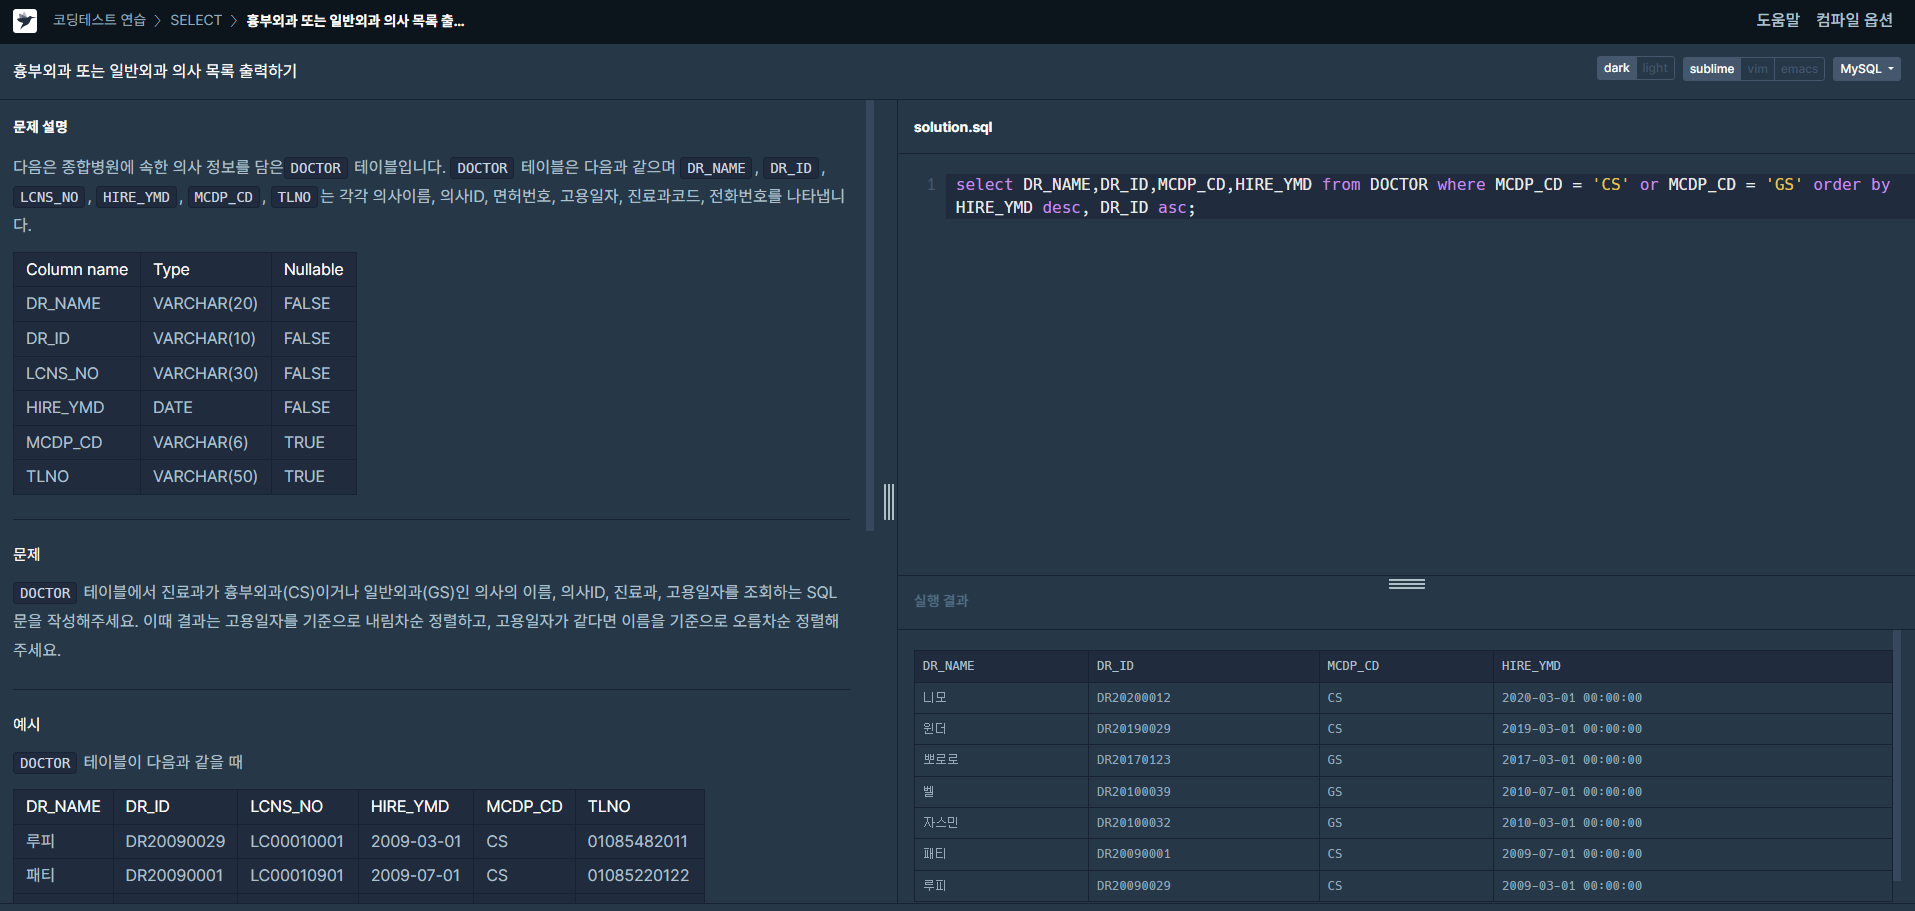 코딩테스트 연습 > SELECT > 흉부외과 또는 일반외과 의사 목록 출...
도움말 컴파일 옵션
흉부외과 또는 일반외과 의사 목록 출력하기
dark light sublime vim emacs MySQL
문제 설명
다음은 종합병원에 속한 의사 정보를 담은DOCTOR 테이블입니다. DOCTOR 테이블은 다음과 같으며 DR_NAME, DR_ID,
LCNS_NO, HIRE_YMD, MCDP_CD, TLNO는 각각 의사이름, 의사ID, 면허번호, 고용일자, 진료과코드, 전화번호를 나타냅니
다.
Column name Type Nullable
DR_NAME VARCHAR(20) FALSE
DR_ID VARCHAR(10) FALSE
LCNS_NO VARCHAR(30) FALSE
HIRE_YMD DATE FALSE
MCDP_CD VARCHAR(6) TRUE
TLNO VARCHAR(50) TRUE
문제
DOCTOR 테이블에서 진료과가 흉부외과(CS)이거나 일반외과(GS)인 의사의 이름, 의사ID, 진료과, 고용일자를 조회하는 SQL
문을 작성해주세요. 이때 결과는 고용일자를 기준으로 내림차순 정렬하고, 고용일자가 같다면 이름을 기준으로 오름차순 정렬해
주세요.
예시
DOCTOR 테이블이 다음과 같을 때
DR_NAME DR_ID LCNS_NO HIRE_YMD MCDP_CD TLNO
루피 DR20090029 LC00010001 2009-03-01 CS 01085482011
패티 DR20090001 LC00010901 2009-07-01 CS 01085220122
solution.sql
1 select DR_NAME,DR_ID,MCDP_CD,HIRE_YMD from DOCTOR where MCDP_CD = 'CS' or MCDP_CD = 'GS' order by
HIRE_YMD desc, DR_ID asc;
실행 결과
DR_NAME DR_ID MCDP_CD HIRE_YMD
니모 DR20200012 CS 2020-03-01 00:00:00
윈더 DR20190029 CS 2019-03-01 00:00:00
뽀로로 DR20170123 GS 2017-03-01 00:00:00
벨 DR20100039 GS 2010-07-01 00:00:00
자스민 DR20100032 GS 2010-03-01 00:00:00
패티 DR20090001 CS 2009-07-01 00:00:00
루피 DR20090029 CS 2009-03-01 00:00:00